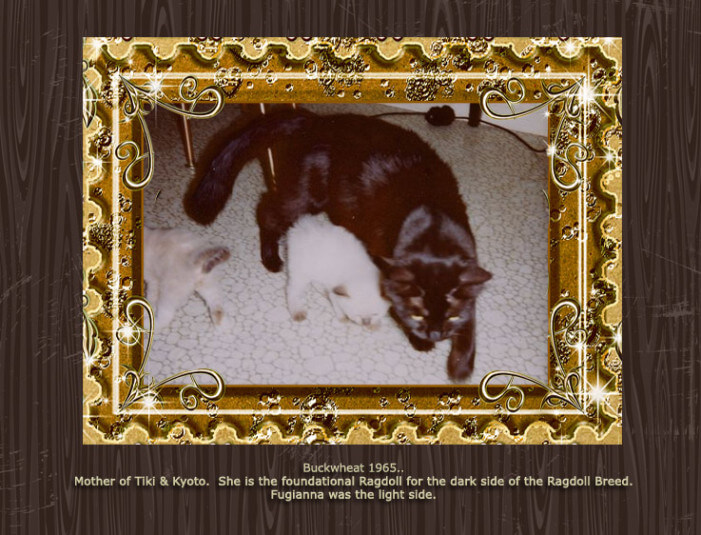 Buckwheat 1965..
Mother of Tiki & Kyoto. She is the foundational Ragdoll for the dark side of the Ragdoll Breed.
Fugianna was the light side.